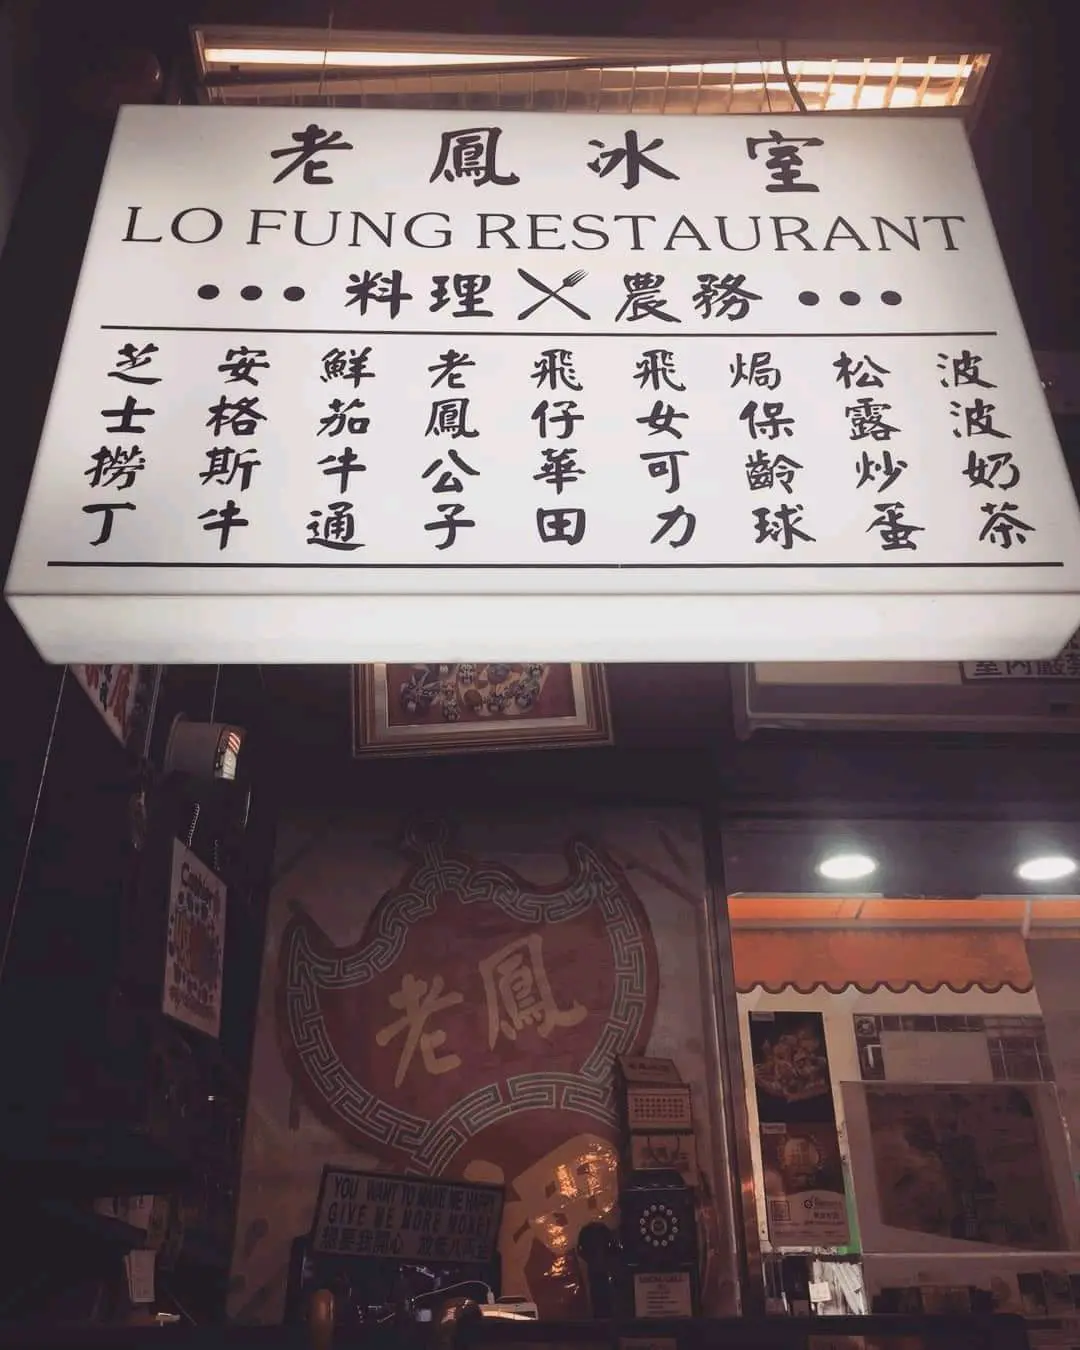 老鳳冰室
LO FUNG RESTAURANT
料理 農務
芝士撈丁
安格斯牛
鮮茄牛通
老鳳公子
飛仔華田
飛女可力
焗保齡球
松露炒蛋
波波奶茶
老鳳
YOU WANT TO MAKE ME HAPPY
GIVE ME MORE MONEY